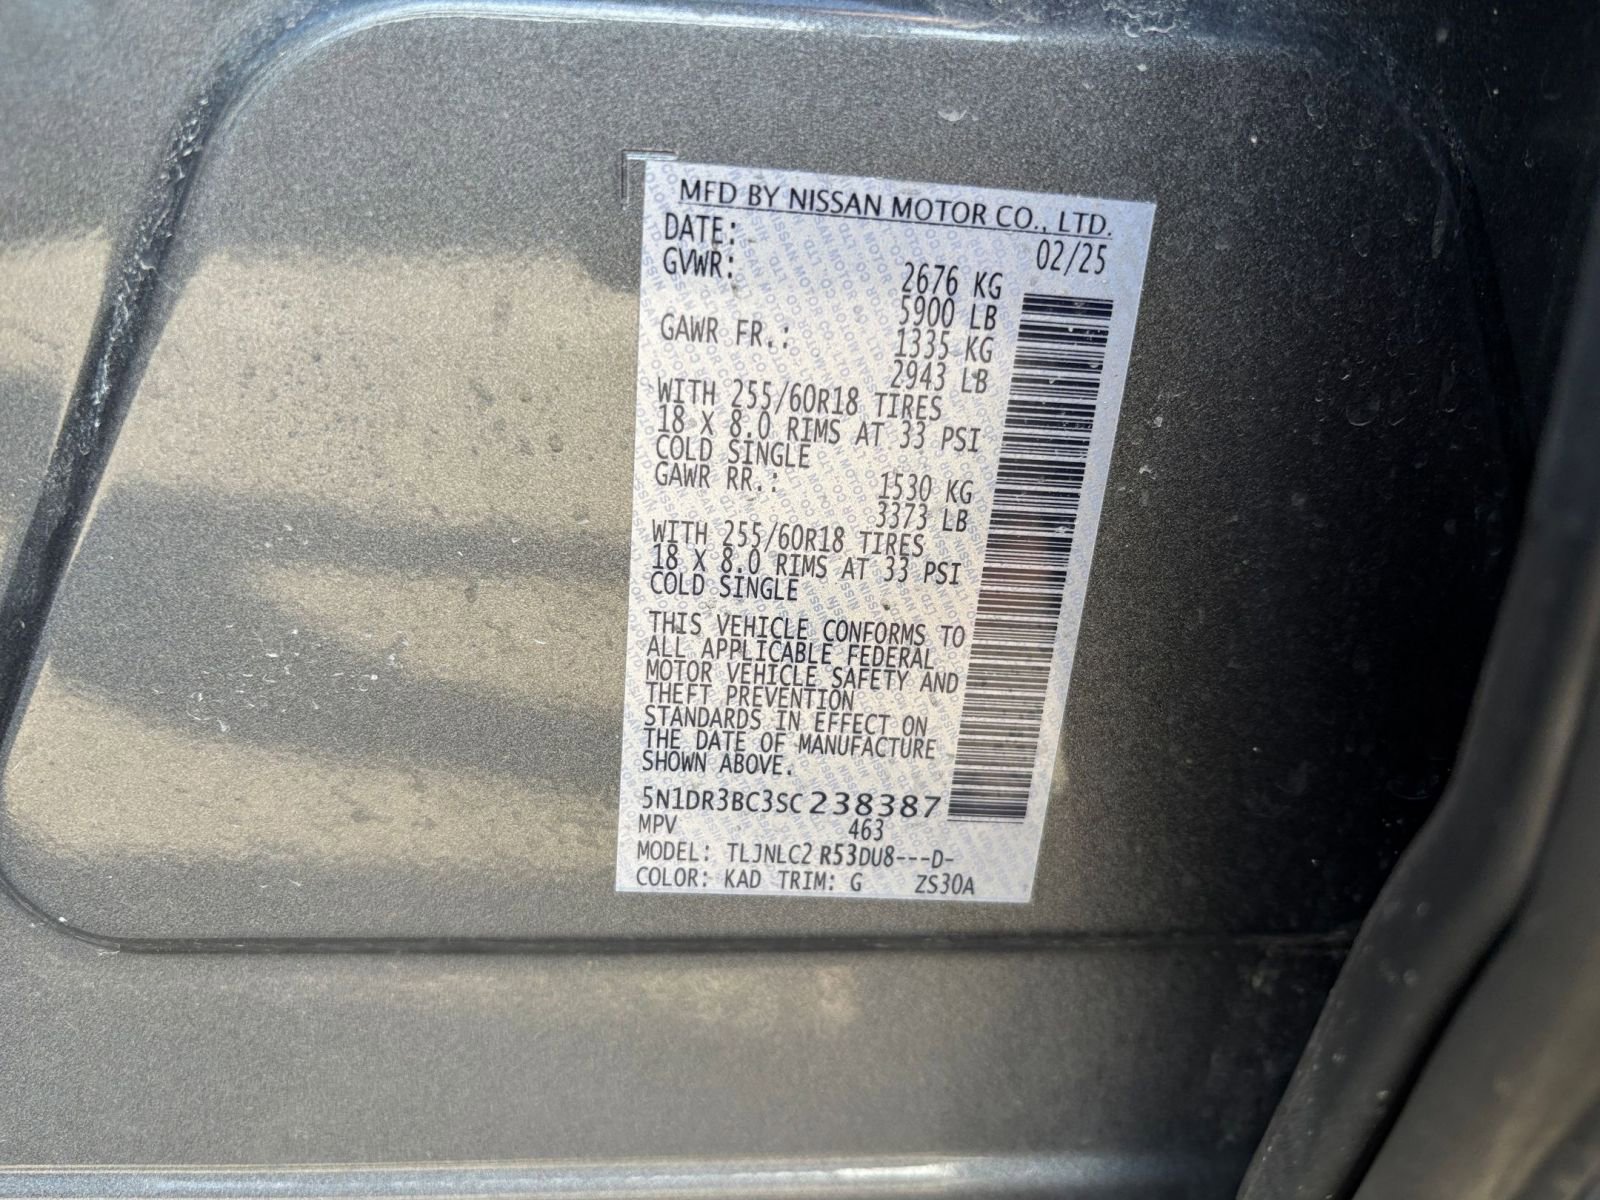 MFD BY NISSAN MOTOR CO., LTD.
DATE: 02/25
GVWR: 2676 KG
5900 LB
GAWR FR.: 1335 KG
2943 LB
WITH 255/60R18 TIRES
18 X 8.0 RIMS AT 33 PSI
COLD SINGLE
GAWR RR.: 1530 KG
3373 LB
WITH 255/60R18 TIRES
18 X 8.0 RIMS AT 33 PSI
COLD SINGLE
THIS VEHICLE CONFORMS TO
ALL APPLICABLE FEDERAL
MOTOR VEHICLE SAFETY AND
THEFT PREVENTION
STANDARDS IN EFFECT ON
THE DATE OF MANUFACTURE
SHOWN ABOVE.
5N1DR3BC3SC238387
MPV 463
MODEL: TLJNLC2 R53DU8---D-
COLOR: KAD TRIM: G ZS30A